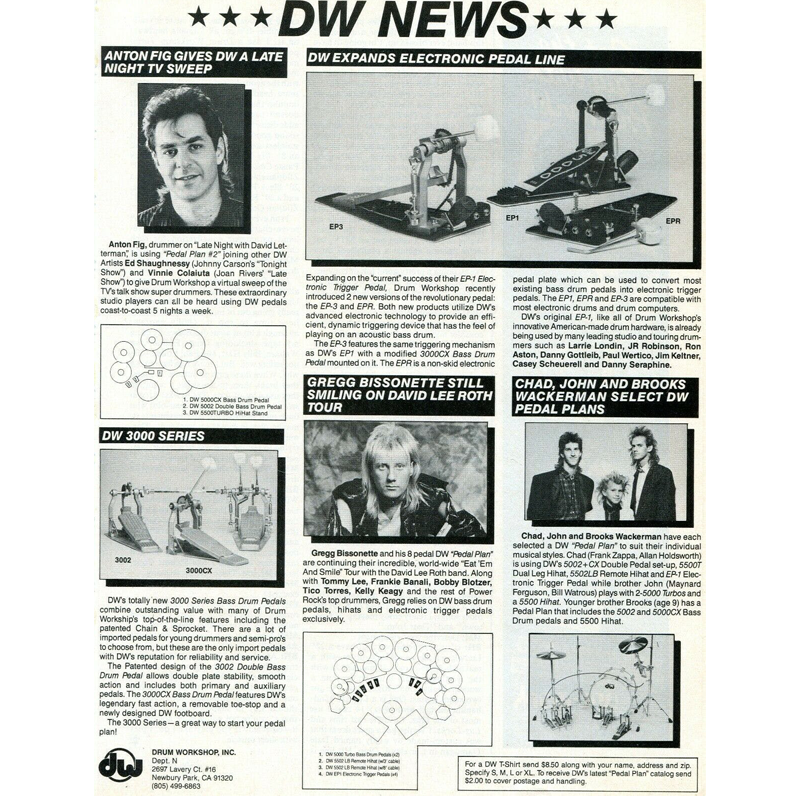 ★★★DW NEWS★★★
ANTON FIG GIVES DW A LATE
NIGHT TV SWEEP
Anton Fig, drummer on "Late Night with David Let-
terman", is using "Pedal Plan #2" joining other DW
Artists Ed Shaughnessy (Johnny Carson's "Tonight
Show") and Vinnie Colaiuta (Joan Rivers' "Late
Show") to give Drum Workshop a virtual sweep of the
TV's talk show super drummers. These extraordinary
studio players can all be heard using DW pedals
coast-to-coast 5 nights a week.
1. DW 5000CX Bass Drum Pedal
2. DW 5002 Double Bass Drum Pedal
3. DW 5500TURBO HiHat Stand
DW 3000 SERIES
3002
3000CX
DW's totally new 3000 Series Bass Drum Pedals
combine outstanding value with many of Drum
Workship's top-of-the-line features including the
patented Chain & Sprocket. There are a lot of
imported pedals for young drummers and semi-pro's
to choose from, but these are the only import pedals
with DW's reputation for reliability and service.
The Patented design of the 3002 Double Bass
Drum Pedal allows double plate stability, smooth
action and includes both primary and auxiliary
pedals. The 3000CX Bass Drum Pedal features DW's
legendary fast action, a removable toe-stop and a
newly designed DW footboard.
The 3000 Series—a great way to start your pedal
plan!
dw
DRUM WORKSHOP, INC.
Dept. N
2697 Lavery Ct. #16
Newbury Park, CA 91320
(805) 499-6863
DW EXPANDS ELECTRONIC PEDAL LINE
EP3
EP1
EPR
Expanding on the "current" success of their EP-1 Elec-
tronic Trigger Pedal, Drum Workshop recently
introduced 2 new versions of the revolutionary pedal:
the EP-3 and EPR. Both new products utilize DW's
advanced electronic technology to provide an effi-
cient, dynamic triggering device that has the feel of
playing on an acoustic bass drum.
The EP-3 features the same triggering mechanism
as DW's EP1 with a modified 3000CX Bass Drum
Pedal mounted on it. The EPR is a non-skid electronic
pedal plate which can be used to convert most
existing bass drum pedals into electronic trigger
pedals. The EP1, EPR and EP-3 are compatible with
most electronic drums and drum computers.
DW's original EP-1, like all of Drum Workshop's
innovative American-made drum hardware, is already
being used by many leading studio and touring drum-
mers such as Larrie Londin, JR Robinson, Ron
Aston, Danny Gottleib, Paul Wertico, Jim Keltner,
Casey Scheuerell and Danny Seraphine.
GREGG BISSONETTE STILL
SMILING ON DAVID LEE ROTH
TOUR
Gregg Bissonette and his 8 pedal DW "Pedal Plan"
are continuing their incredible, world-wide "Eat 'Em
And Smile" Tour with the David Lee Roth band. Along
with Tommy Lee, Frankie Banali, Bobby Blotzer,
Tico Torres, Kelly Keagy and the rest of Power
Rock's top drummers, Gregg relies on DW bass drum
pedals, hihats and electronic trigger pedals
exclusively.
1. DW 5000 Turbo Bass Drum Pedals (x2)
2. DW 5502 LB Remote Hihat (w/3' cable)
3. DW 5502 LB Remote Hihat (w/8' cable)
4. DW EP1 Electronic Trigger Pedals (x4)
CHAD, JOHN AND BROOKS
WACKERMAN SELECT DW
PEDAL PLANS
Chad, John and Brooks Wackerman have each
selected a DW "Pedal Plan" to suit their individual
musical styles. Chad (Frank Zappa, Allan Holdsworth)
is using DW's 5002+CX Double Pedal set-up, 5500T
Dual Leg Hihat, 5502LB Remote Hihat and EP-1 Elec-
tronic Trigger Pedal while brother John (Maynard
Ferguson, Bill Watrous) plays with 2-5000 Turbos and
a 5500 Hihat. Younger brother Brooks (age 9) has a
Pedal Plan that includes the 5002 and 5000CX Bass
Drum pedals and 5500 Hihat.
For a DW T-Shirt send $8.50 along with your name, address and zip.
Specify S, M, L or XL. To receive DW's latest "Pedal Plan" catalog send
$2.00 to cover postage and handling.